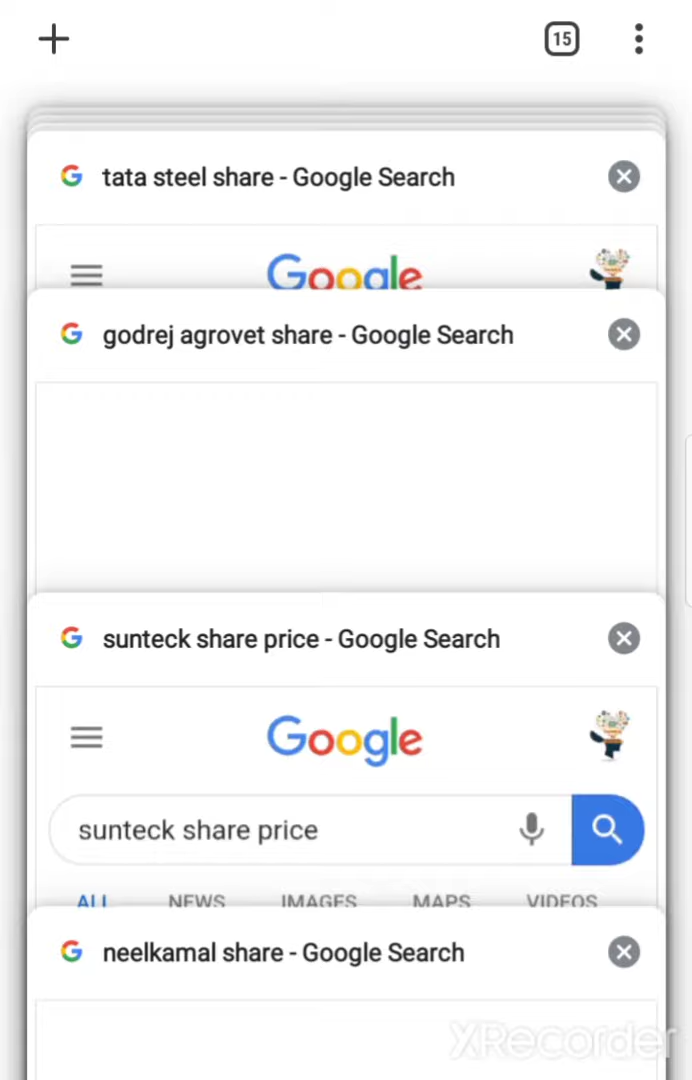 15
tata steel share - Google Search
Google
godrej agrovet share - Google Search
sunteck share price - Google Search
Google
sunteck share price
ALL NEWS IMAGES MAPS VIDEOS
neelkamal share - Google Search
XRecorder